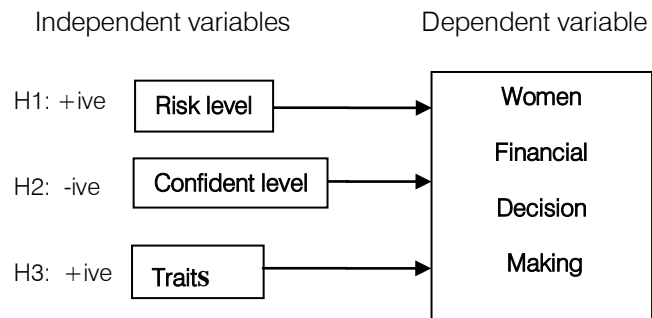 Independent variables
Dependent variable
H1: +ive
Risk level
H2: -ive
Confident level
H3: +ive
Traits
Women
Financial
Decision
Making